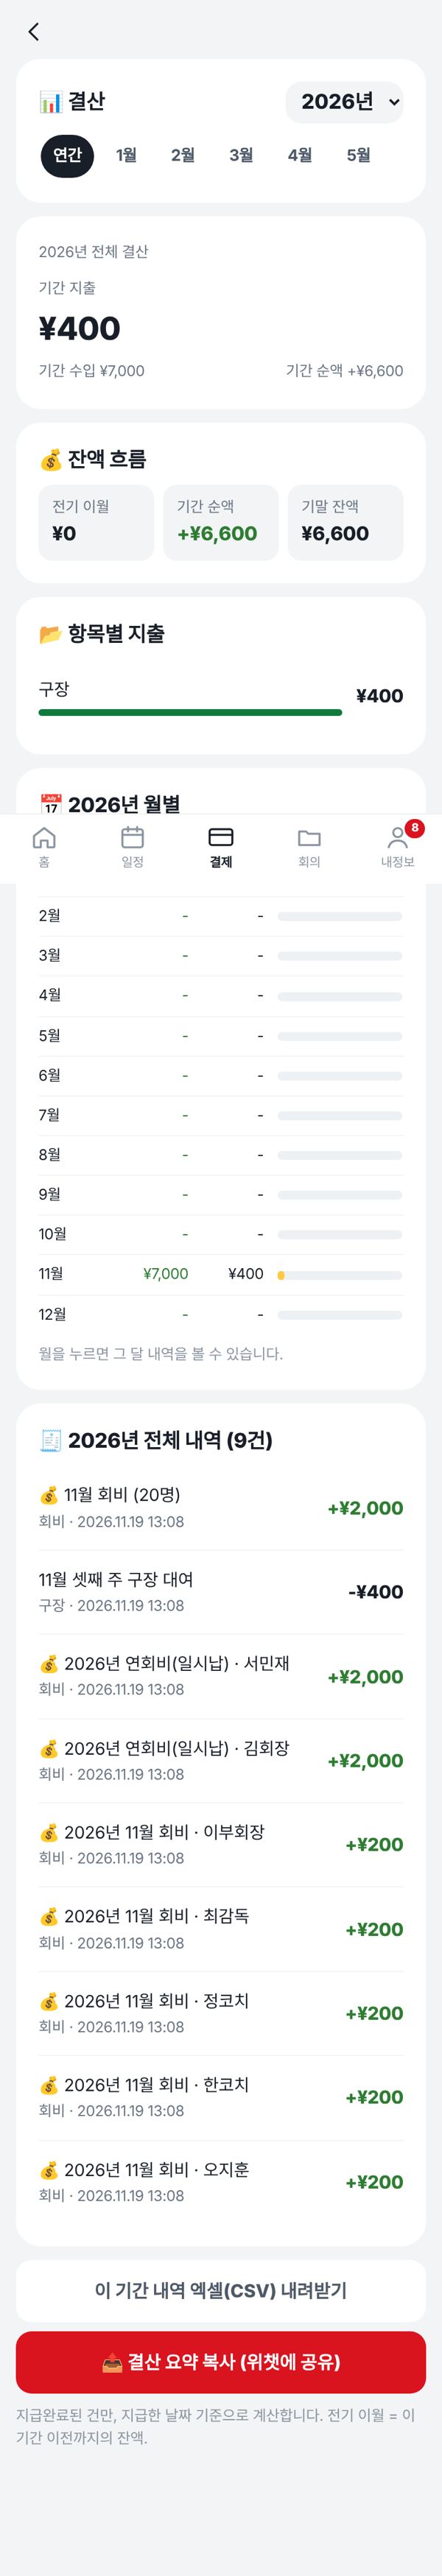 📊 결산
2026년
연간 1월 2월 3월 4월 5월
2026년 전체 결산
기간 지출
¥400
기간 수입 ¥7,000 기간 순액 +¥6,600
💰 잔액 흐름
전기 이월 기간 순액 기말 잔액
¥0 +¥6,600 ¥6,600
📂 항목별 지출
구장 ¥400
📅 2026년 월별
홈 일정 결제 회의 내정보 8
2월 - -
3월 - -
4월 - -
5월 - -
6월 - -
7월 - -
8월 - -
9월 - -
10월 - -
11월 ¥7,000 ¥400
12월 - -
월을 누르면 그 달 내역을 볼 수 있습니다.
🧾 2026년 전체 내역 (9건)
💰 11월 회비 (20명)
회비 · 2026.11.19 13:08
+¥2,000
11월 셋째 주 구장 대여
구장 · 2026.11.19 13:08
-¥400
💰 2026년 연회비(일시납) · 서민재
회비 · 2026.11.19 13:08
+¥2,000
💰 2026년 연회비(일시납) · 김회장
회비 · 2026.11.19 13:08
+¥2,000
💰 2026년 11월 회비 · 이부회장
회비 · 2026.11.19 13:08
+¥200
💰 2026년 11월 회비 · 최감독
회비 · 2026.11.19 13:08
+¥200
💰 2026년 11월 회비 · 정코치
회비 · 2026.11.19 13:08
+¥200
💰 2026년 11월 회비 · 한코치
회비 · 2026.11.19 13:08
+¥200
💰 2026년 11월 회비 · 오지훈
회비 · 2026.11.19 13:08
+¥200
이 기간 내역 엑셀(CSV) 내려받기
📤 결산 요약 복사 (위챗에 공유)
지급완료된 건만, 지급한 날짜 기준으로 계산합니다. 전기 이월 = 이
기간 이전까지의 잔액.